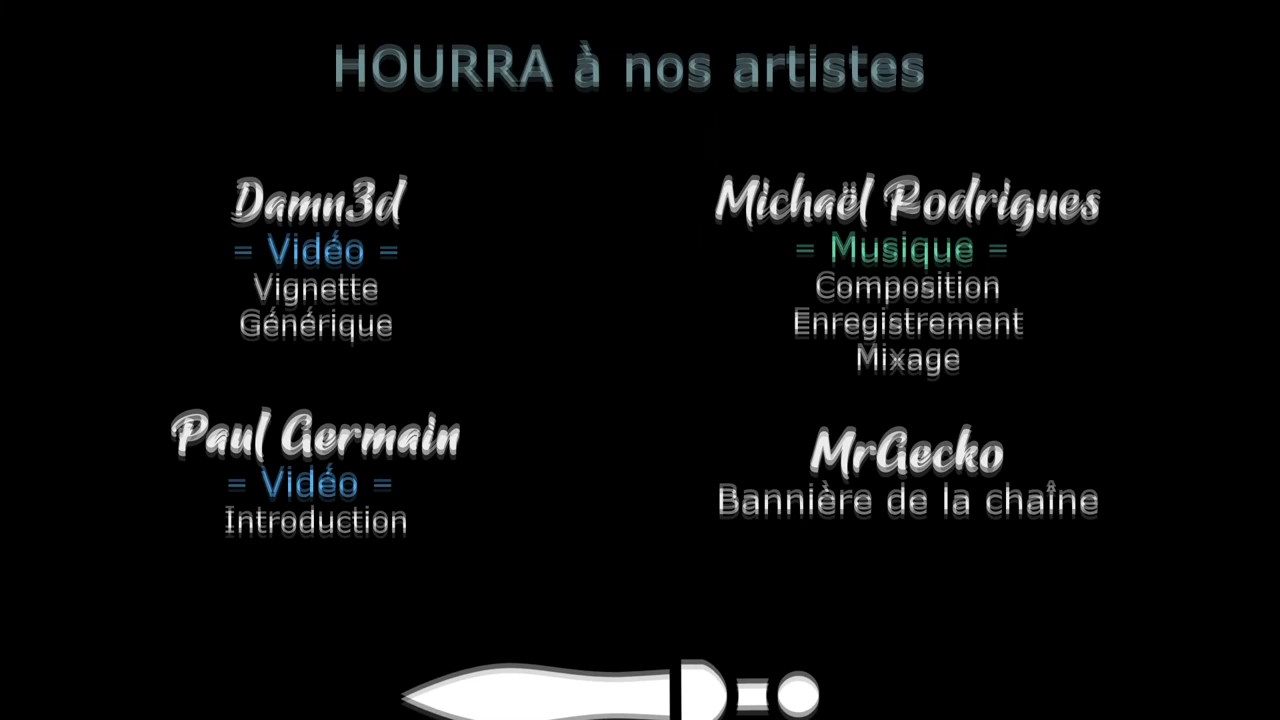 HOURRA à nos artistes
Damn3d
= Vidéo =
Vignette
Générique
Michaël Rodrigues
= Musique =
Composition
Enregistrement
Mixage
Paul Germain
= Vidéo =
Introduction
MrGecko
Bannière de la chaîne